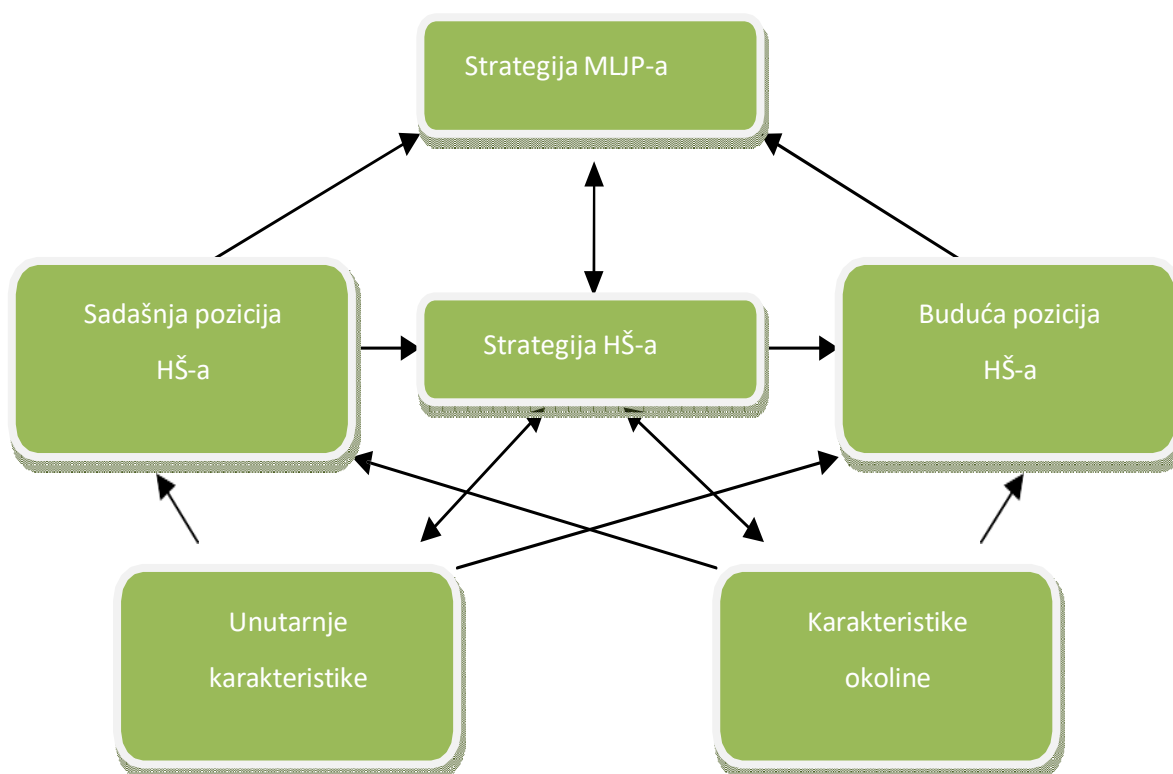 Strategija MLJP-a
Sadašnja pozicija
HŠ-a
Strategija HŠ-a
Buduća pozicija
HŠ-a
Unutarnje
karakteristike
Karakteristike
okoline